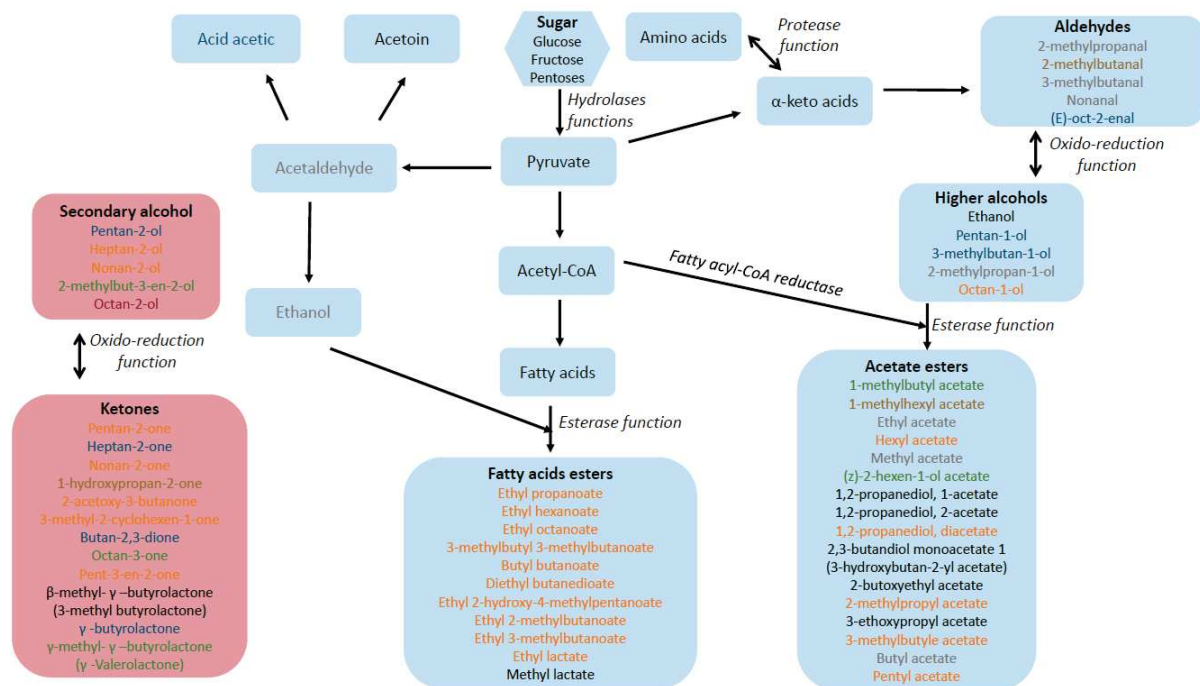 Acid acetic
Acetoin
Sugar
Glucose
Fructose
Pentoses
Amino acids
Protease
function
α-keto acids
Aldehydes
2-methylpropanal
2-methylbutanal
3-methylbutanal
Nonanal
(E)-oct-2-enal
Hydrolases
functions
Oxido-reduction
function
Acetaldehyde
Pyruvate
Secondary alcohol
Pentan-2-ol
Heptan-2-ol
Nonan-2-ol
2-methylbut-3-en-2-ol
Octan-2-ol
Higher alcohols
Ethanol
Pentan-1-ol
3-methylbutan-1-ol
2-methylpropan-1-ol
Octan-1-ol
Acetyl-CoA
Fatty acyl-CoA reductase
Ethanol
Oxido-reduction
function
Esterase function
Fatty acids
Ketones
Pentan-2-one
Heptan-2-one
Nonan-2-one
1-hydroxypropan-2-one
2-acetoxy-3-butanone
3-methyl-2-cyclohexen-1-one
Butan-2,3-dione
Octan-3-one
Pent-3-en-2-one
β-methyl- γ –butyrolactone
(3-methyl butyrolactone)
γ -butyrolactone
γ-methyl- γ –butyrolactone
(γ -Valerolactone)
Esterase function
Fatty acids esters
Ethyl propanoate
Ethyl hexanoate
Ethyl octanoate
3-methylbutyl 3-methylbutanoate
Butyl butanoate
Diethyl butanedioate
Ethyl 2-hydroxy-4-methylpentanoate
Ethyl 2-methylbutanoate
Ethyl 3-methylbutanoate
Ethyl lactate
Methyl lactate
Acetate esters
1-methylbutyl acetate
1-methylhexyl acetate
Ethyl acetate
Hexyl acetate
Methyl acetate
(z)-2-hexen-1-ol acetate
1,2-propanediol, 1-acetate
1,2-propanediol, 2-acetate
1,2-propanediol, diacetate
2,3-butandiol monoacetate 1
(3-hydroxybutan-2-yl acetate)
2-butoxyethyl acetate
2-methylpropyl acetate
3-ethoxypropyl acetate
3-methylbutyle acetate
Butyl acetate
Pentyl acetate